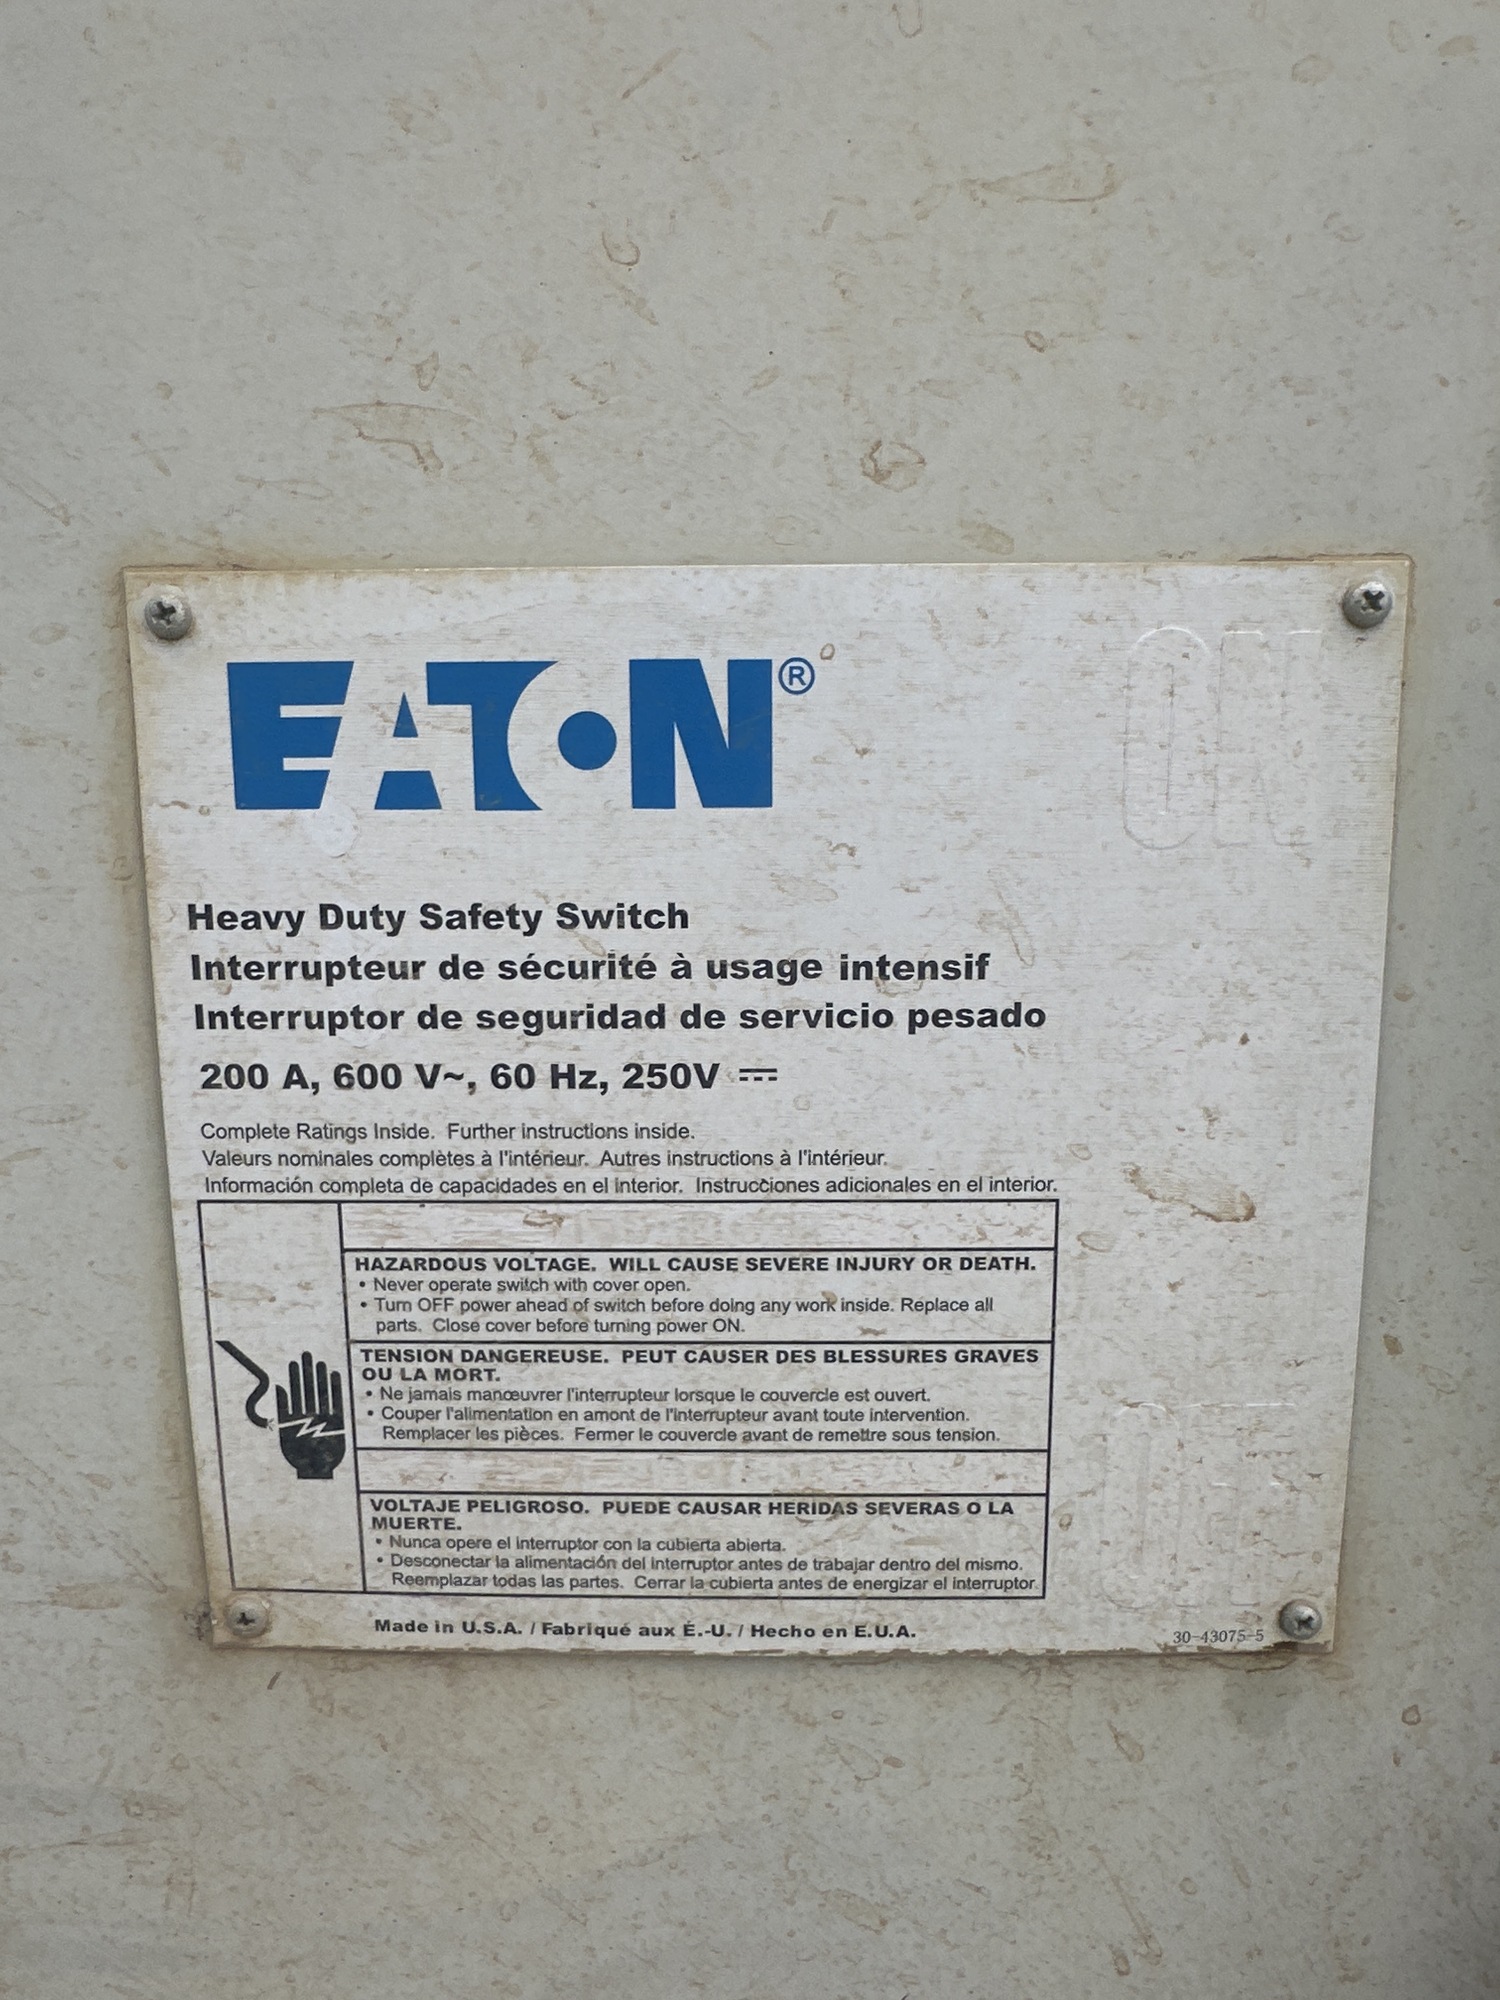 EATON®
ON
Heavy Duty Safety Switch
Interrupteur de sécurité à usage intensif
Interruptor de seguridad de servicio pesado
200 A, 600 V~, 60 Hz, 250V ⎓
Complete Ratings Inside. Further instructions inside.
Valeurs nominales complètes à l'intérieur. Autres instructions à l'intérieur.
Información completa de capacidades en el interior. Instrucciones adicionales en el interior.
HAZARDOUS VOLTAGE. WILL CAUSE SEVERE INJURY OR DEATH.
• Never operate switch with cover open.
• Turn OFF power ahead of switch before doing any work inside. Replace all
parts. Close cover before turning power ON.
TENSION DANGEREUSE. PEUT CAUSER DES BLESSURES GRAVES
OU LA MORT.
• Ne jamais manœuvrer l'interrupteur lorsque le couvercle est ouvert.
• Couper l'alimentation en amont de l'interrupteur avant toute intervention.
Remplacer les pièces. Fermer le couvercle avant de remettre sous tension.
VOLTAJE PELIGROSO. PUEDE CAUSAR HERIDAS SEVERAS O LA
MUERTE.
• Nunca opere el interruptor con la cubierta abierta.
• Desconectar la alimentación del interruptor antes de trabajar dentro del mismo.
Reemplazar todas las partes. Cerrar la cubierta antes de energizar el interruptor.
OFF
Made in U.S.A. / Fabriqué aux É.-U. / Hecho en E.U.A.
30-43075-5